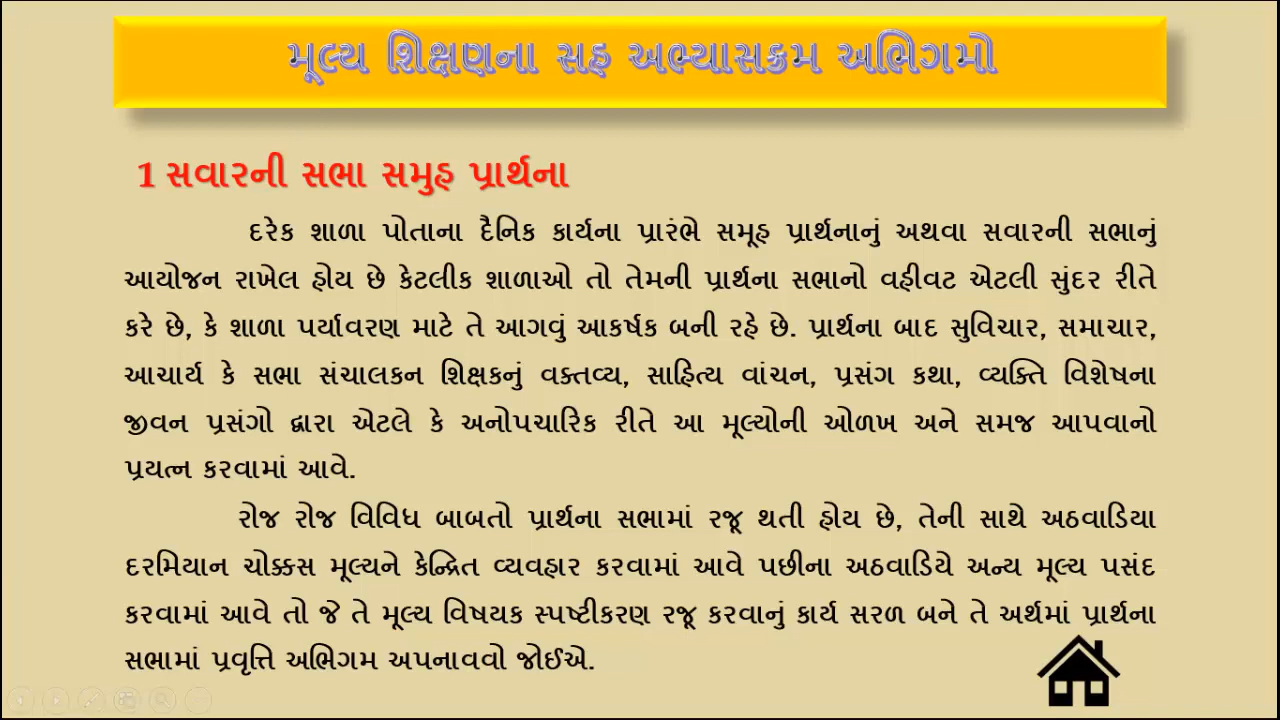 મૂલ્ય શિક્ષણના સહ અભ્યાસક્રમ અભિગમો
1 સવારની સભા સમુહ પ્રાર્થના
દરેક શાળા પોતાના દૈનિક કાર્યના પ્રારંભે સમૂહ પ્રાર્થનાનું અથવા સવારની સભાનું
આયોજન રાખેલ હોય છે કેટલીક શાળાઓ તો તેમની પ્રાર્થના સભાનો વહીવટ એટલી સુંદર રીતે
કરે છે, કે શાળા પર્યાવરણ માટે તે આગવું આકર્ષક બની રહે છે. પ્રાર્થના બાદ સુવિચાર, સમાચાર,
આચાર્ય કે સભા સંચાલકન શિક્ષકનું વક્તવ્ય, સાહિત્ય વાંચન, પ્રસંગ કથા, વ્યક્તિ વિશેષના
જીવન પ્રસંગો દ્વારા એટલે કે અનોપચારિક રીતે આ મૂલ્યોની ઓળખ અને સમજ આપવાનો
પ્રયત્ન કરવામાં આવે.
રોજ રોજ વિવિધ બાબતો પ્રાર્થના સભામાં રજૂ થતી હોય છે, તેની સાથે અઠવાડિયા
દરમિયાન ચોક્કસ મૂલ્યને કેન્દ્રિત વ્યવહાર કરવામાં આવે પછીના અઠવાડિયે અન્ય મૂલ્ય પસંદ
કરવામાં આવે તો જે તે મૂલ્ય વિષયક સ્પષ્ટીકરણ રજૂ કરવાનું કાર્ય સરળ બને તે અર્થમાં પ્રાર્થના
સભામાં પ્રવૃત્તિ અભિગમ અપનાવવો જોઈએ.